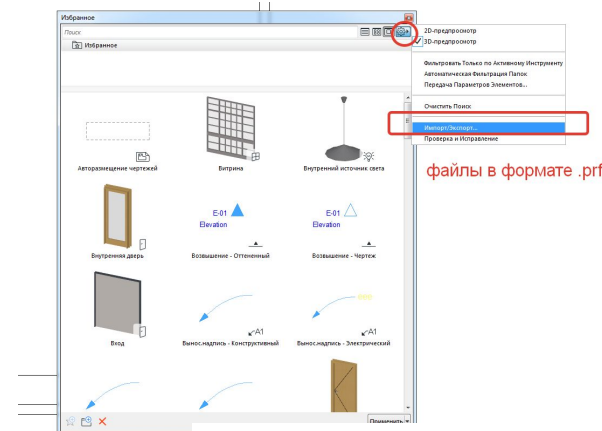 Избранное
Поиск
Избранное
2D-предпросмотр
3D-предпросмотр
Фильтровать Только по Активному Инструменту
Автоматическая Фильтрация Папок
Передача Параметров Элементов...
Очистить Поиск
Импорт/Экспорт...
Проверка и Исправление
файлы в формате .prf
Авторазмещение чертежей
Витрина
Внутренний источник света
E-01
Elevation
E-01
Elevation
Внутренняя дверь
Возвышение - Оттененный
Возвышение - Чертеж
A1
A1
Вход
Вынос.надпись - Конструктивный
Вынос.надпись - Электрический
Применить